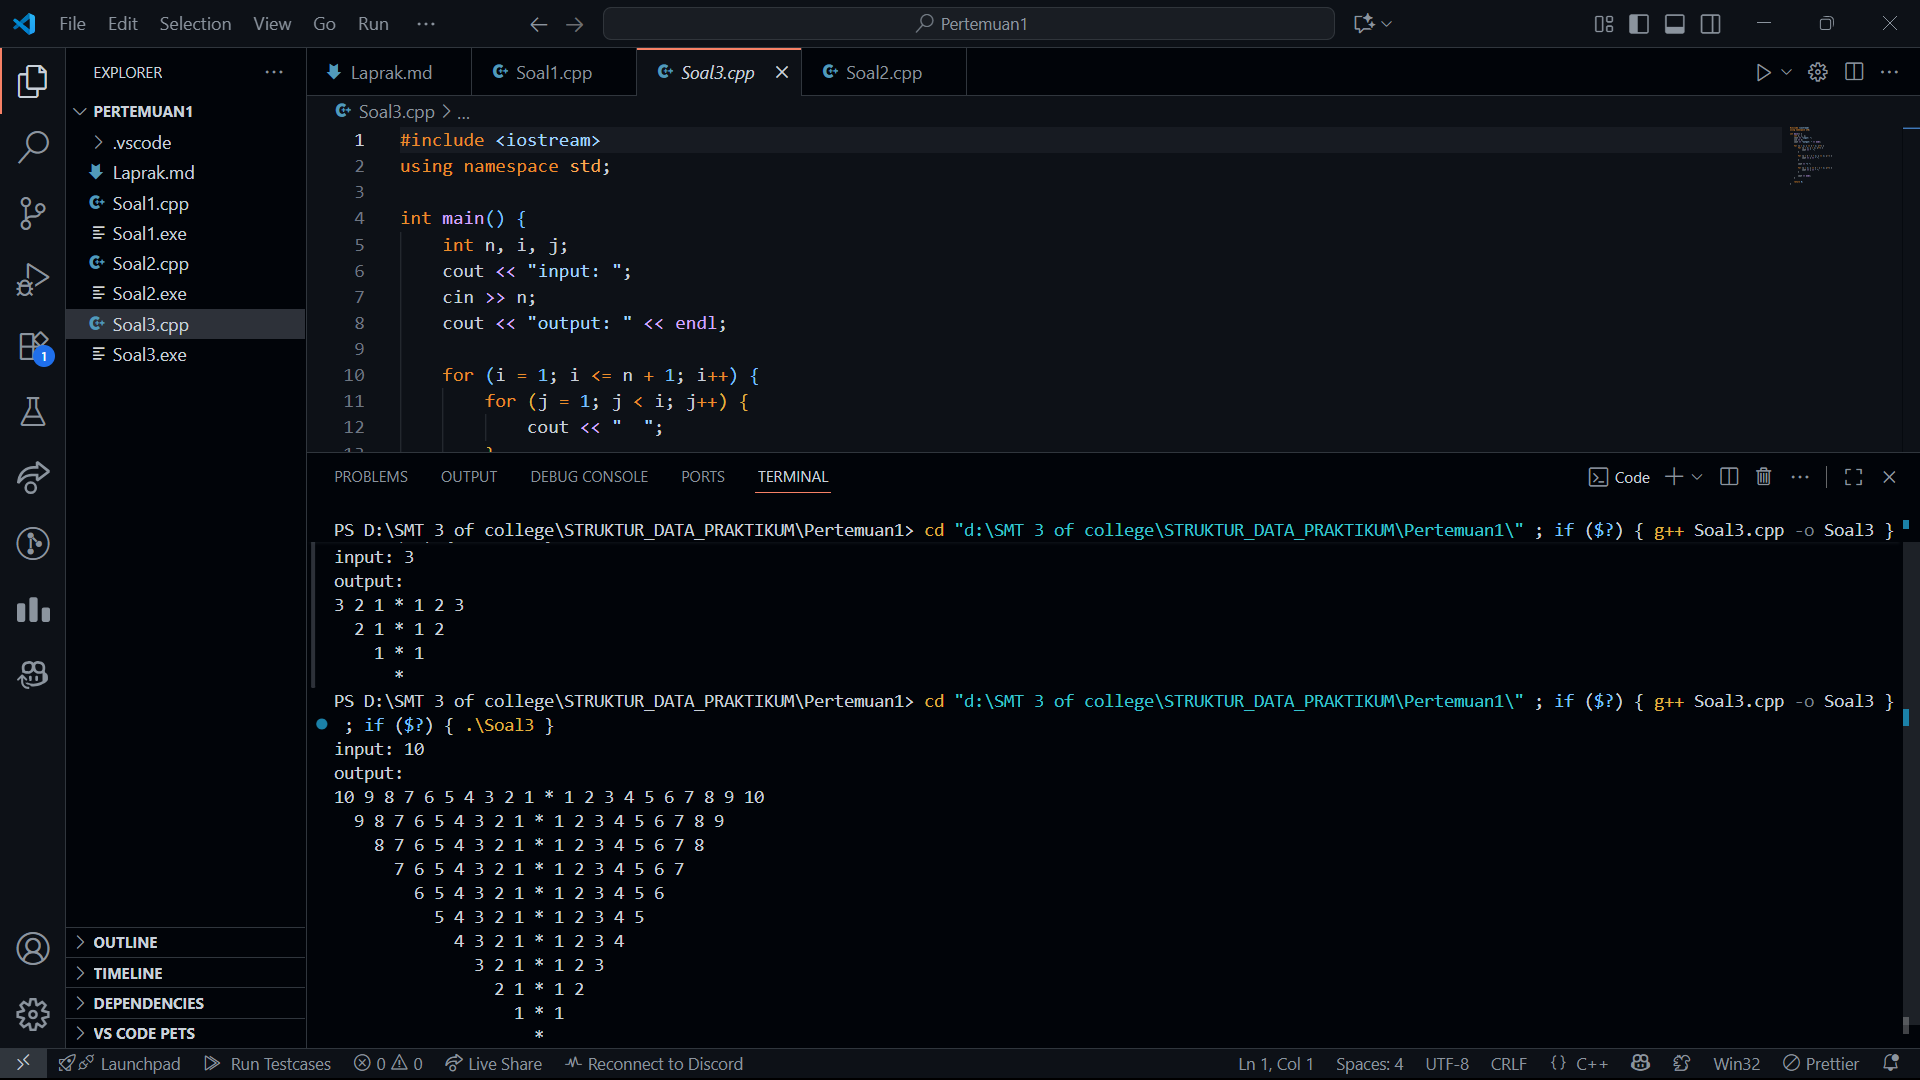 File Edit Selection View Go Run ··· Pertemuan1
EXPLORER ···
PERTEMUAN1
.vscode
Laprak.md
Soal1.cpp
Soal1.exe
Soal2.cpp
Soal2.exe
Soal3.cpp
Soal3.exe
OUTLINE
TIMELINE
DEPENDENCIES
VS CODE PETS
1
Laprak.md Soal1.cpp Soal3.cpp Soal2.cpp
Soal3.cpp > ...
1 #include <iostream>
2 using namespace std;
3
4 int main() {
5 int n, i, j;
6 cout << "input: ";
7 cin >> n;
8 cout << "output: " << endl;
9
10 for (i = 1; i <= n + 1; i++) {
11 for (j = 1; j < i; j++) {
12 cout << "  ";
PROBLEMS OUTPUT DEBUG CONSOLE PORTS TERMINAL Code
PS D:\SMT 3 of college\STRUKTUR_DATA_PRAKTIKUM\Pertemuan1> cd "d:\SMT 3 of college\STRUKTUR_DATA_PRAKTIKUM\Pertemuan1\" ; if ($?) { g++ Soal3.cpp -o Soal3 }
input: 3
output:
3 2 1 * 1 2 3
2 1 * 1 2
1 * 1
*
PS D:\SMT 3 of college\STRUKTUR_DATA_PRAKTIKUM\Pertemuan1> cd "d:\SMT 3 of college\STRUKTUR_DATA_PRAKTIKUM\Pertemuan1\" ; if ($?) { g++ Soal3.cpp -o Soal3 }
; if ($?) { .\Soal3 }
input: 10
output:
10 9 8 7 6 5 4 3 2 1 * 1 2 3 4 5 6 7 8 9 10
9 8 7 6 5 4 3 2 1 * 1 2 3 4 5 6 7 8 9
8 7 6 5 4 3 2 1 * 1 2 3 4 5 6 7 8
7 6 5 4 3 2 1 * 1 2 3 4 5 6 7
6 5 4 3 2 1 * 1 2 3 4 5 6
5 4 3 2 1 * 1 2 3 4 5
4 3 2 1 * 1 2 3 4
3 2 1 * 1 2 3
2 1 * 1 2
1 * 1
*
Launchpad Run Testcases 0 0 Live Share Reconnect to Discord Ln 1, Col 1 Spaces: 4 UTF-8 CRLF {} C++ Win32 Prettier